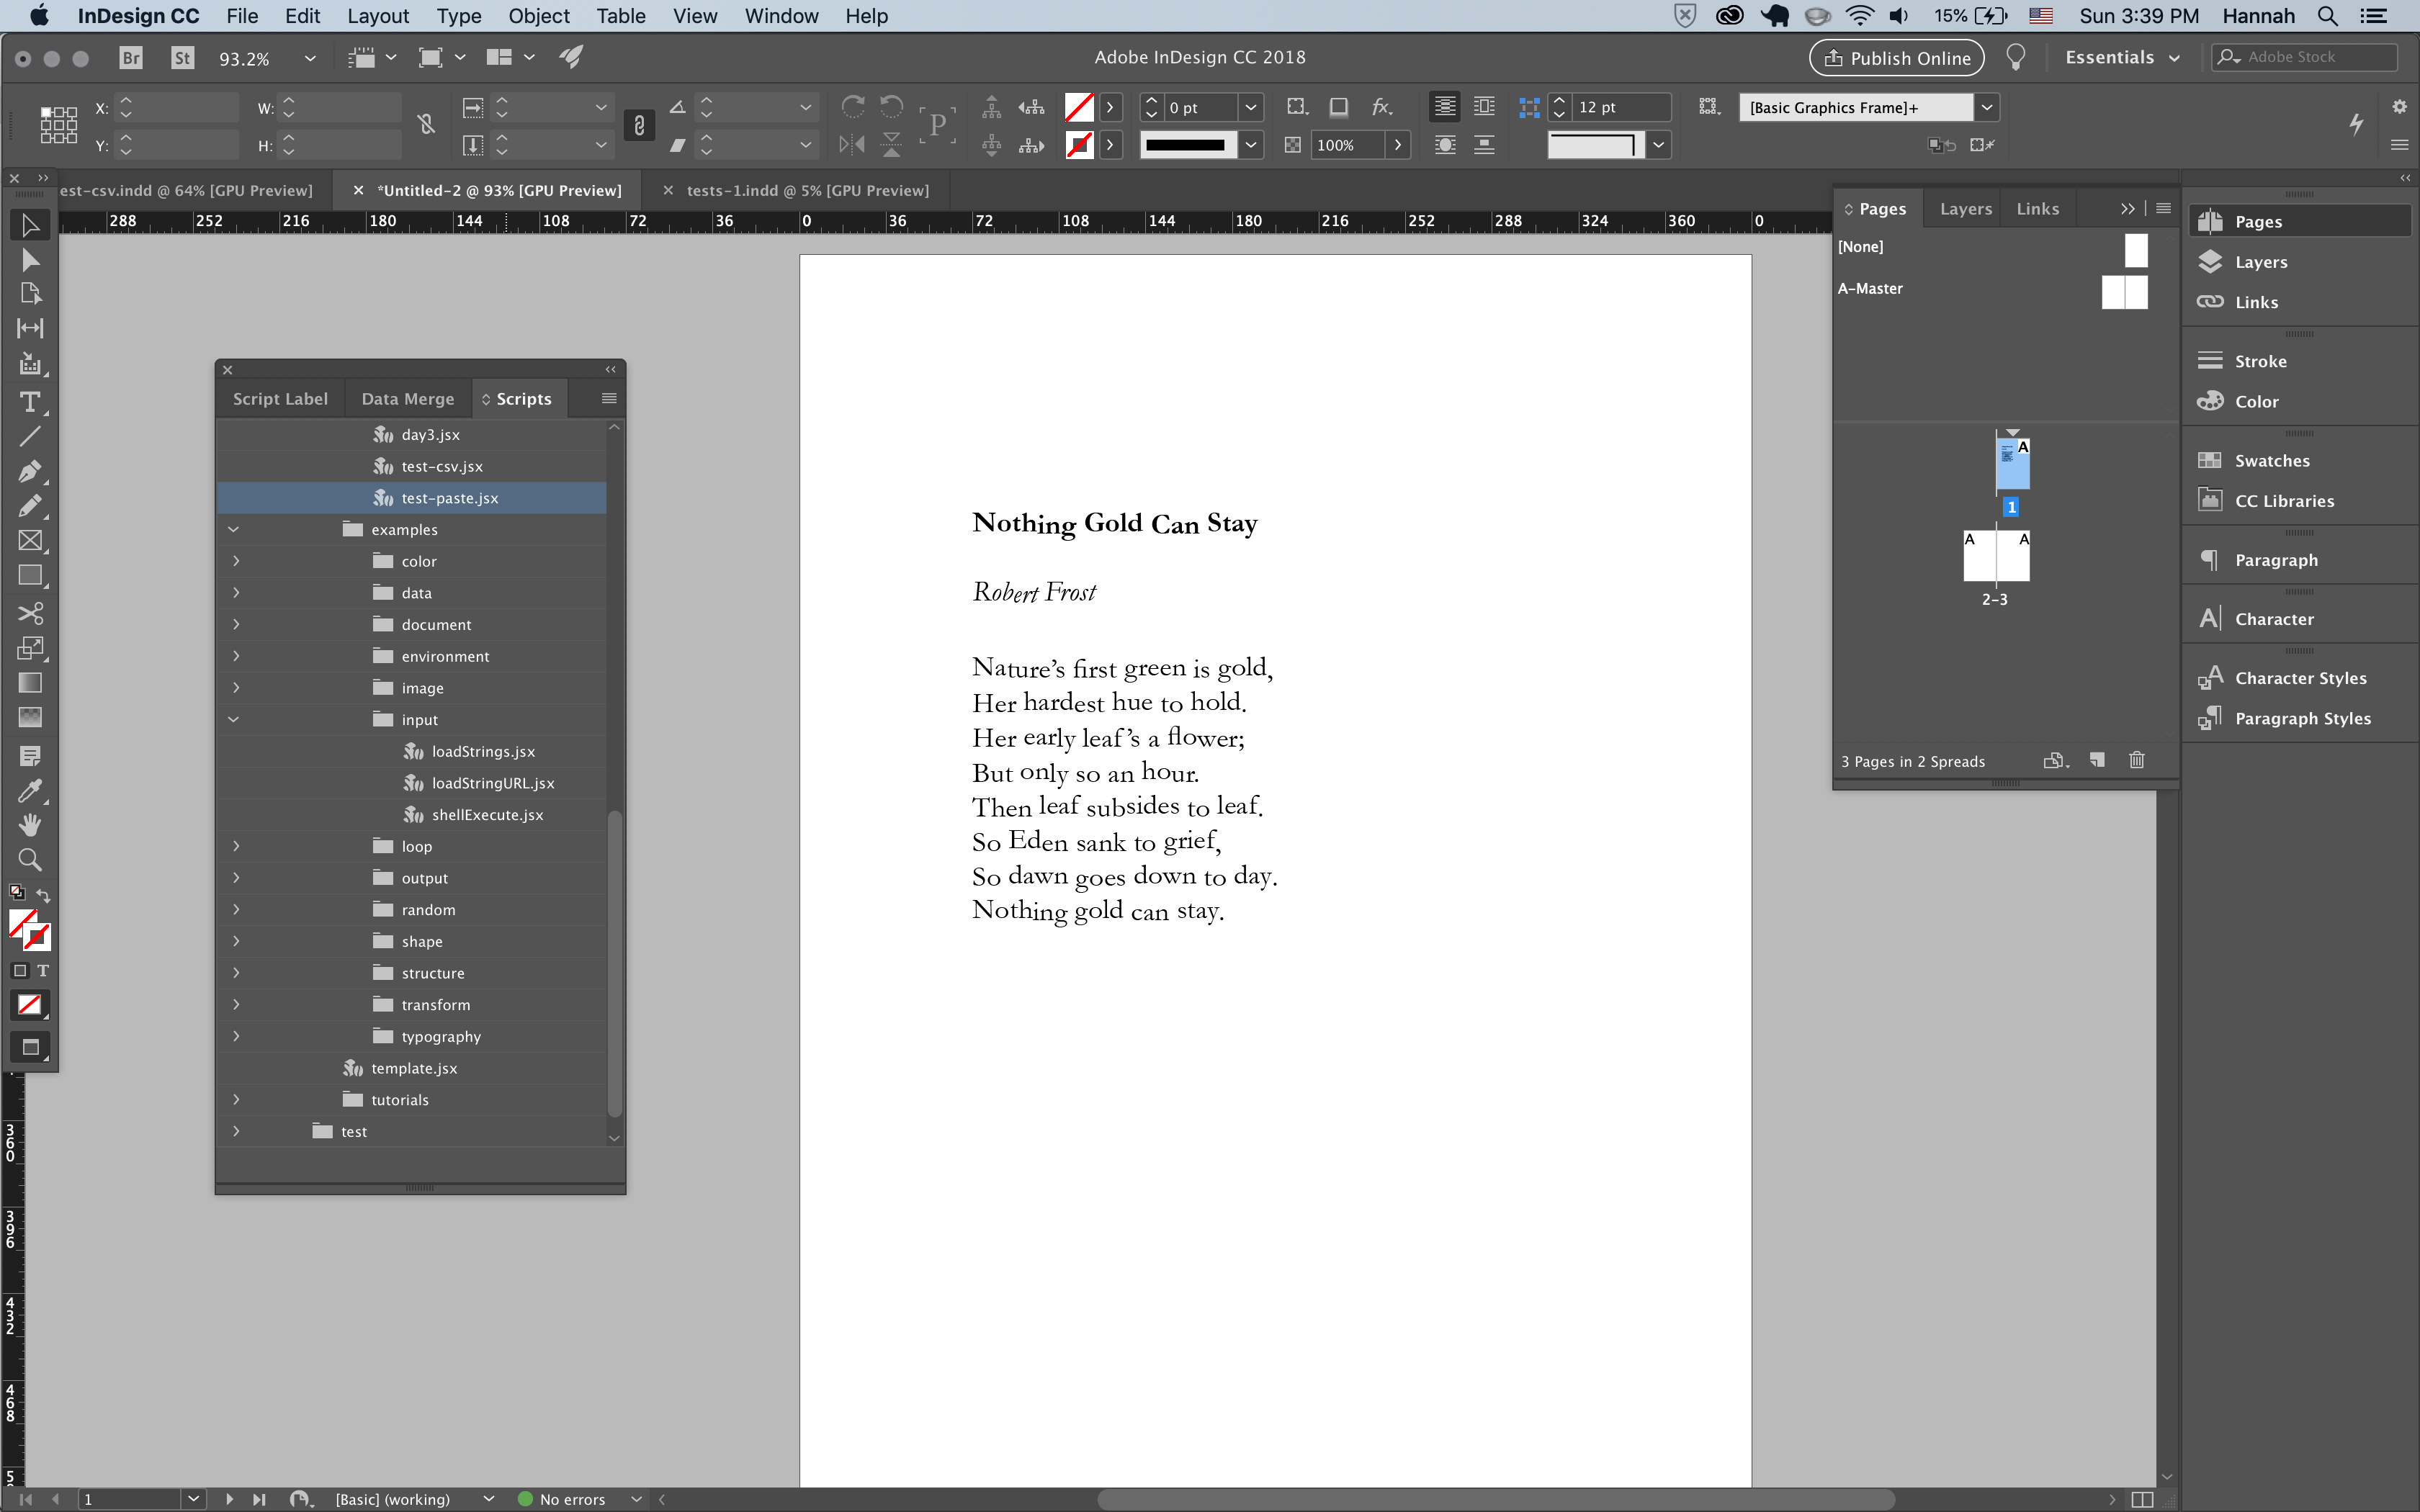 InDesign CC File Edit Layout Type Object Table View Window Help 15% Sun 3:39 PM Hannah
Br St 93.2% Adobe InDesign CC 2018 Publish Online Essentials Adobe Stock
X: W: 0 pt fx 12 pt [Basic Graphics Frame]+
Y: H: P 100%
est-csv.indd @ 64% [GPU Preview] *Untitled-2 @ 93% [GPU Preview] tests-1.indd @ 5% [GPU Preview]
288 252 216 180 144 108 72 36 0 36 72 108 144 180 216 252 288 324 360 0
Script Label Data Merge Scripts
day3.jsx
test-csv.jsx
test-paste.jsx
examples
color
data
document
environment
image
input
loadStrings.jsx
loadStringURL.jsx
shellExecute.jsx
loop
output
random
shape
structure
transform
typography
template.jsx
tutorials
test
Nothing Gold Can Stay
Robert Frost
Nature’s first green is gold,
Her hardest hue to hold.
Her early leaf’s a flower;
But only so an hour.
Then leaf subsides to leaf.
So Eden sank to grief,
So dawn goes down to day.
Nothing gold can stay.
Pages Layers Links
[None]
A-Master
A
1
A A
2-3
3 Pages in 2 Spreads
Pages
Layers
Links
Stroke
Color
Swatches
CC Libraries
Paragraph
Character
Character Styles
Paragraph Styles
360
396
432
468
5
1 [Basic] (working) No errors